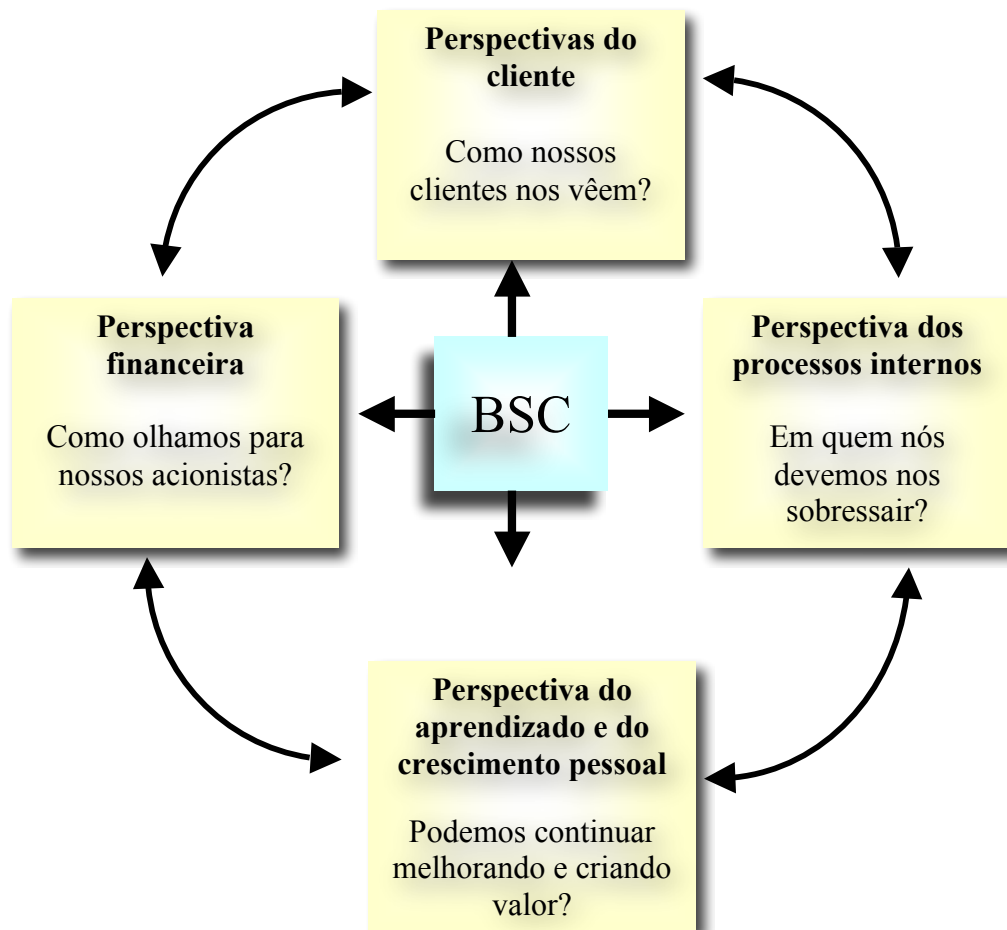 Perspectivas do
cliente
Como nossos
clientes nos vêem?
Perspectiva
financeira
Como olhamos para
nossos acionistas?
BSC
Perspectiva dos
processos internos
Em quem nós
devemos nos
sobressair?
Perspectiva do
aprendizado e do
crescimento pessoal
Podemos continuar
melhorando e criando
valor?